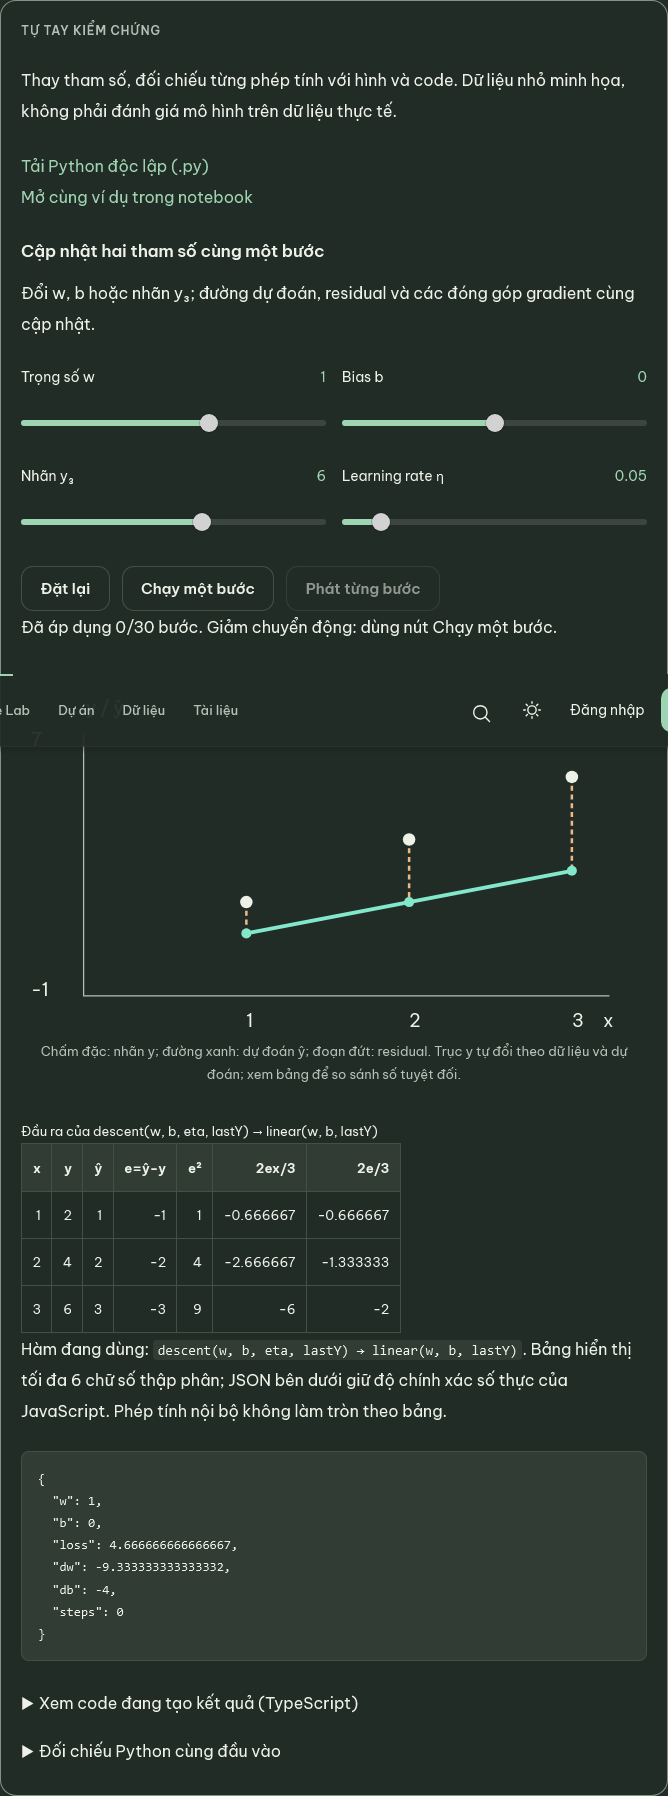 TỰ TAY KIỂM CHỨNG
Thay tham số, đối chiếu từng phép tính với hình và code. Dữ liệu nhỏ minh họa,
không phải đánh giá mô hình trên dữ liệu thực tế.
Tải Python độc lập (.py)
Mở cùng ví dụ trong notebook
Cập nhật hai tham số cùng một bước
Đổi w, b hoặc nhãn y₃; đường dự đoán, residual và các đóng góp gradient cùng
cập nhật.
Trọng số w 1 Bias b 0
Nhãn y₃ 6 Learning rate η 0.05
Đặt lại Chạy một bước Phát từng bước
Đã áp dụng 0/30 bước. Giảm chuyển động: dùng nút Chạy một bước.
Lab Dự án Dữ liệu Tài liệu Đăng nhập
7
-1
1 2 3 x
Chấm đặc: nhãn y; đường xanh: dự đoán ŷ; đoạn đứt: residual. Trục y tự đổi theo dữ liệu và dự
đoán; xem bảng để so sánh số tuyệt đối.
Đầu ra của descent(w, b, eta, lastY) → linear(w, b, lastY)
x y ŷ e=ŷ−y e² 2ex/3 2e/3
1 2 1 -1 1 -0.666667 -0.666667
2 4 2 -2 4 -2.666667 -1.333333
3 6 3 -3 9 -6 -2
Hàm đang dùng: descent(w, b, eta, lastY) → linear(w, b, lastY). Bảng hiển thị
tối đa 6 chữ số thập phân; JSON bên dưới giữ độ chính xác số thực của
JavaScript. Phép tính nội bộ không làm tròn theo bảng.
{
"w": 1,
"b": 0,
"loss": 4.666666666666667,
"dw": -9.333333333333332,
"db": -4,
"steps": 0
}
▶ Xem code đang tạo kết quả (TypeScript)
▶ Đối chiếu Python cùng đầu vào